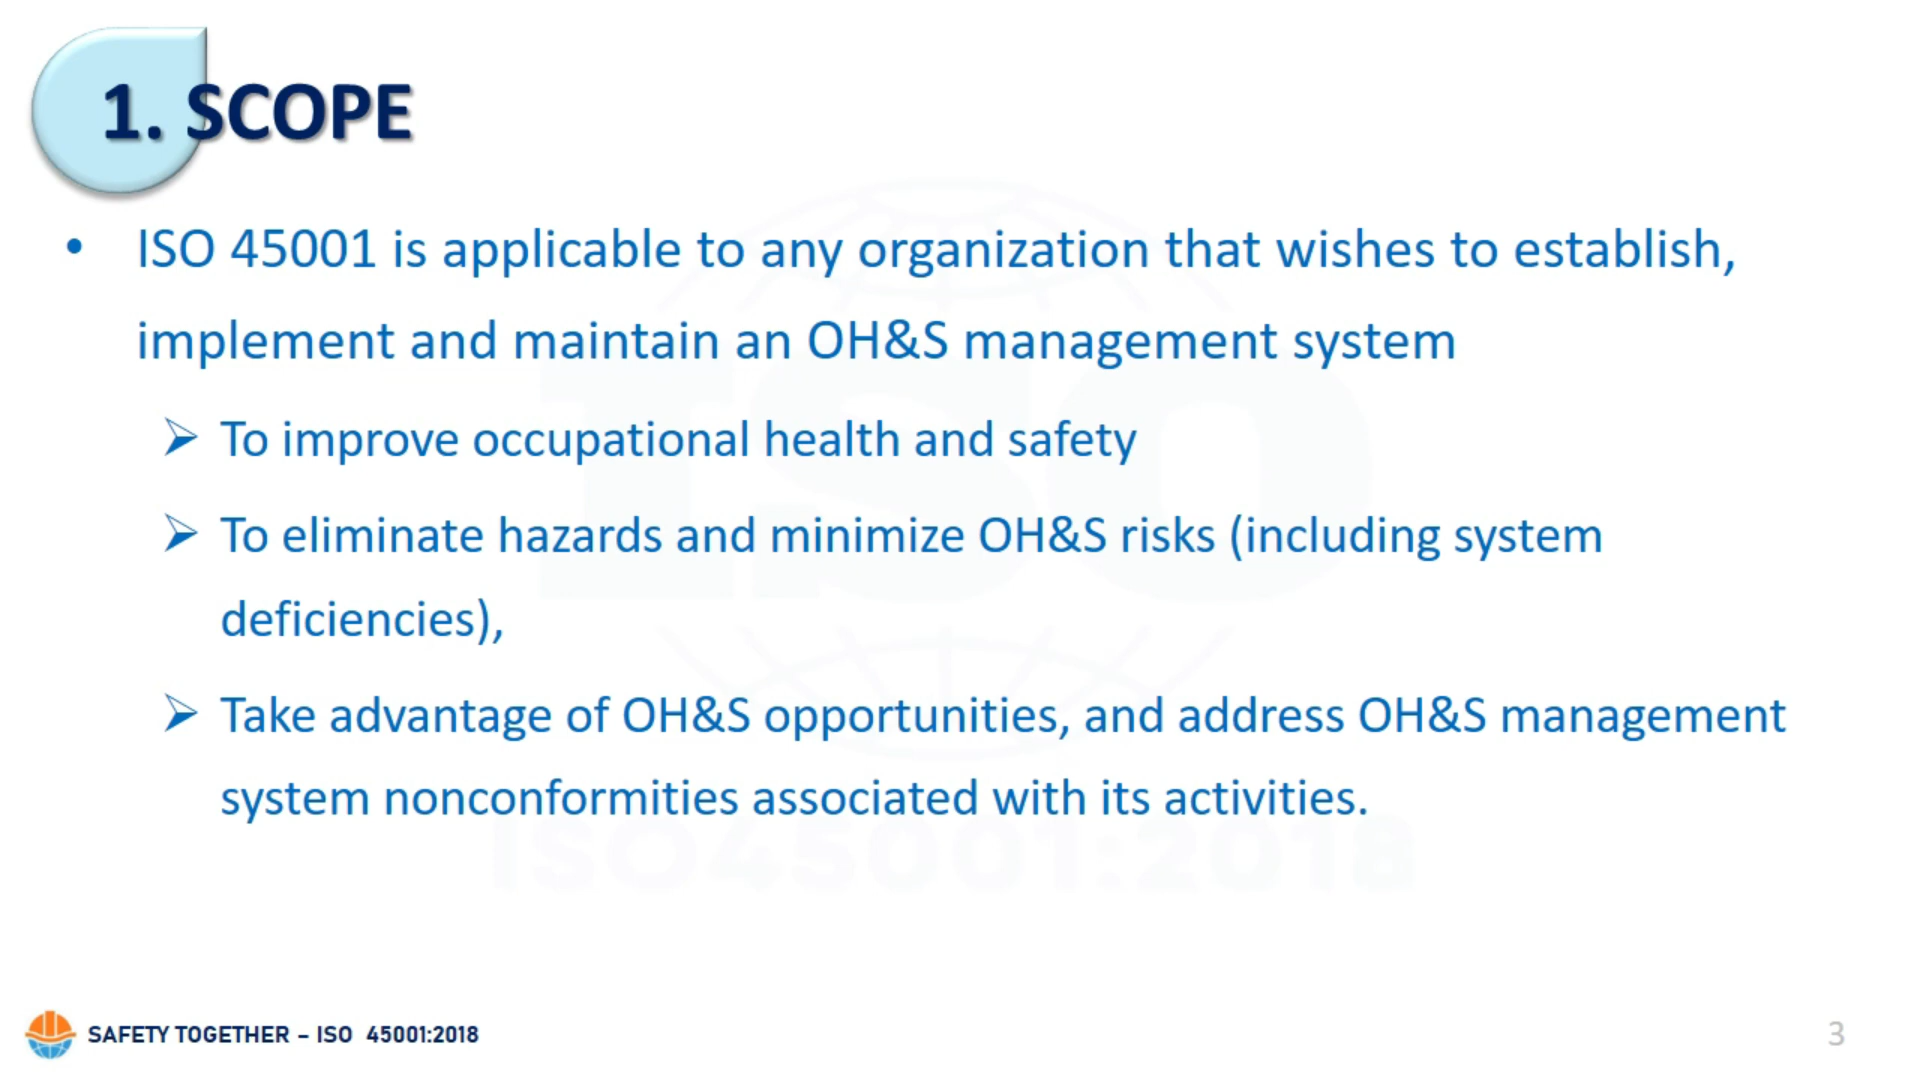 1. SCOPE
• ISO 45001 is applicable to any organization that wishes to establish,
implement and maintain an OH&S management system
➢ To improve occupational health and safety
➢ To eliminate hazards and minimize OH&S risks (including system
deficiencies),
➢ Take advantage of OH&S opportunities, and address OH&S management
system nonconformities associated with its activities.
ISO
ISO45001:2018
SAFETY TOGETHER – ISO 45001:2018
3